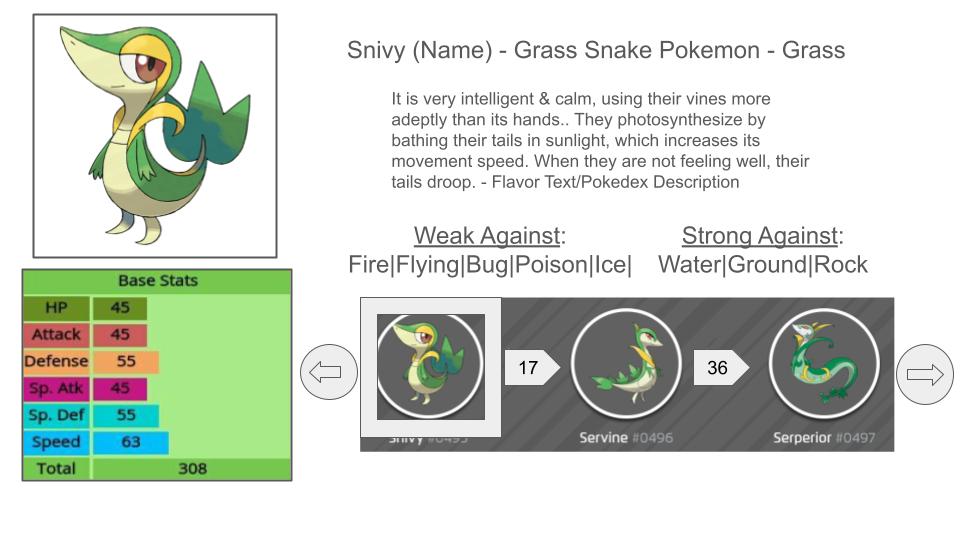 Snivy (Name) - Grass Snake Pokemon - Grass
It is very intelligent & calm, using their vines more
adeptly than its hands.. They photosynthesize by
bathing their tails in sunlight, which increases its
movement speed. When they are not feeling well, their
tails droop. - Flavor Text/Pokedex Description
Weak Against:
Fire|Flying|Bug|Poison|Ice|
Strong Against:
Water|Ground|Rock
Base Stats
HP 45
Attack 45
Defense 55
Sp. Atk 45
Sp. Def 55
Speed 63
Total 308
17
36
Snivy #0495
Servine #0496
Serperior #0497